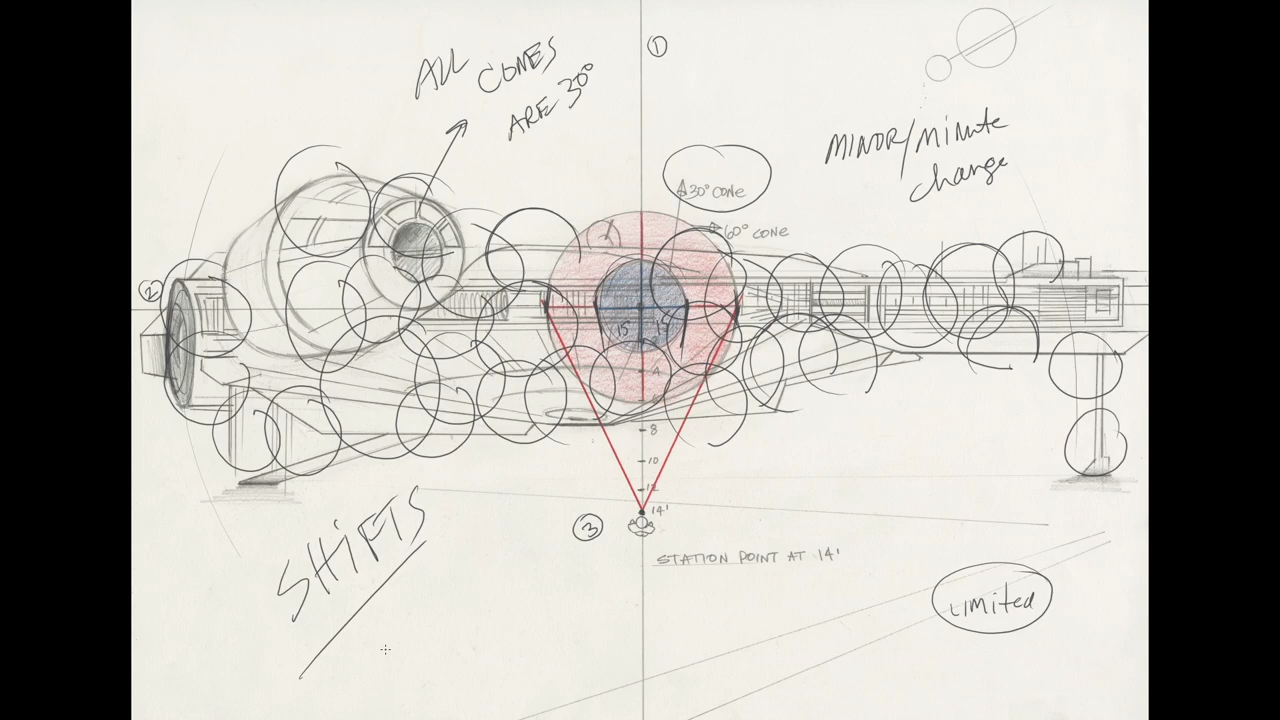 ALL CONES
ARE 30°
1
MINOR/MINUTE
change
30° CONE
60° CONE
2
15
4
8
10
12
14'
3
STATION POINT AT 14'
SHIFTS
LIMITED